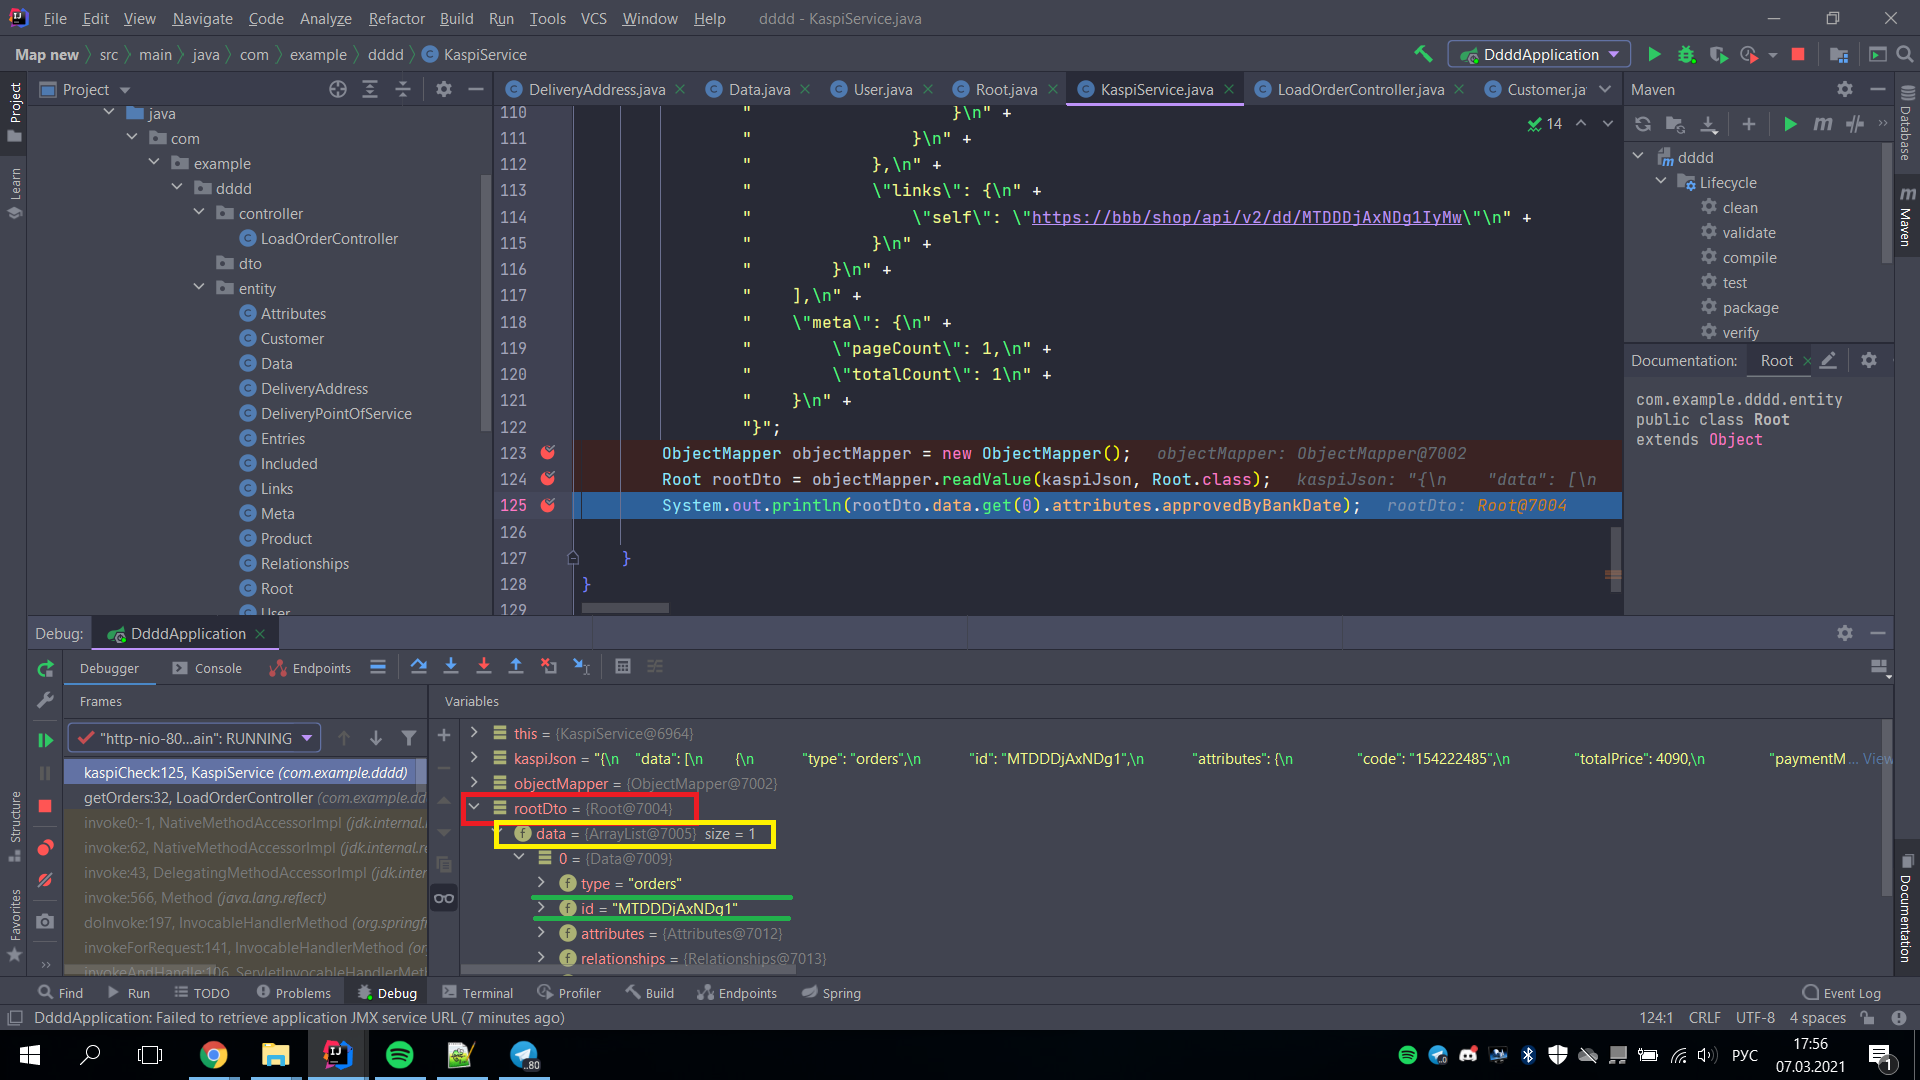 File Edit View Navigate Code Analyze Refactor Build Run Tools VCS Window Help dddd - KaspiService.java
Map new src main java com example dddd KaspiService
DdddApplication
Project
DeliveryAddress.java Data.java User.java Root.java KaspiService.java LoadOrderController.java Customer.ja
Maven
java
com
example
dddd
controller
LoadOrderController
dto
entity
Attributes
Customer
Data
DeliveryAddress
DeliveryPointOfService
Entries
Included
Links
Meta
Product
Relationships
Root
User
14
110 " }\n" +
111 " }\n" +
112 " },\n" +
113 " \"links\": {\n" +
114 " \"self\": \"https://bbb/shop/api/v2/dd/MTDDDjAxNDg1IyMw\"\n" +
115 " }\n" +
116 " }\n" +
117 " ],\n" +
118 " \"meta\": {\n" +
119 " \"pageCount\": 1,\n" +
120 " \"totalCount\": 1\n" +
121 " }\n" +
122 "}";
123 ObjectMapper objectMapper = new ObjectMapper(); objectMapper: ObjectMapper@7002
124 Root rootDto = objectMapper.readValue(kaspiJson, Root.class); kaspiJson: "{\n "data": [\n
125 System.out.println(rootDto.data.get(0).attributes.approvedByBankDate); rootDto: Root@7004
126
127 }
128 }
129
dddd
Lifecycle
clean
validate
compile
test
package
verify
Documentation: Root
com.example.dddd.entity
public class Root
extends Object
Project
Learn
Structure
Favorites
Database
Maven
Documentation
Debug: DdddApplication
Debugger Console Endpoints
Frames
Variables
"http-nio-80...ain": RUNNING
kaspiCheck:125, KaspiService (com.example.dddd)
getOrders:32, LoadOrderController (com.example.dd
invoke0:-1, NativeMethodAccessorImpl (jdk.internal.
invoke:62, NativeMethodAccessorImpl (jdk.internal.re
invoke:43, DelegatingMethodAccessorImpl (jdk.inter
invoke:566, Method (java.lang.reflect)
doInvoke:197, InvocableHandlerMethod (org.springf
invokeForRequest:141, InvocableHandlerMethod (or
invokeAndHandle:106, ServletInvocableHandlerMeth
this = {KaspiService@6964}
kaspiJson = "{\n "data": [\n {\n "type": "orders",\n "id": "MTDDDjAxNDg1",\n "attributes": {\n "code": "154222485",\n "totalPrice": 4090,\n "paymentM ... View
objectMapper = {ObjectMapper@7002}
rootDto = {Root@7004}
data = {ArrayList@7005} size = 1
0 = {Data@7009}
type = "orders"
id = "MTDDDjAxNDg1"
attributes = {Attributes@7012}
relationships = {Relationships@7013}
Find Run TODO Problems Debug Terminal Profiler Build Endpoints Spring Event Log
DdddApplication: Failed to retrieve application JMX service URL (7 minutes ago) 124:1 CRLF UTF-8 4 spaces
80
РУС
17:56
07.03.2021
1